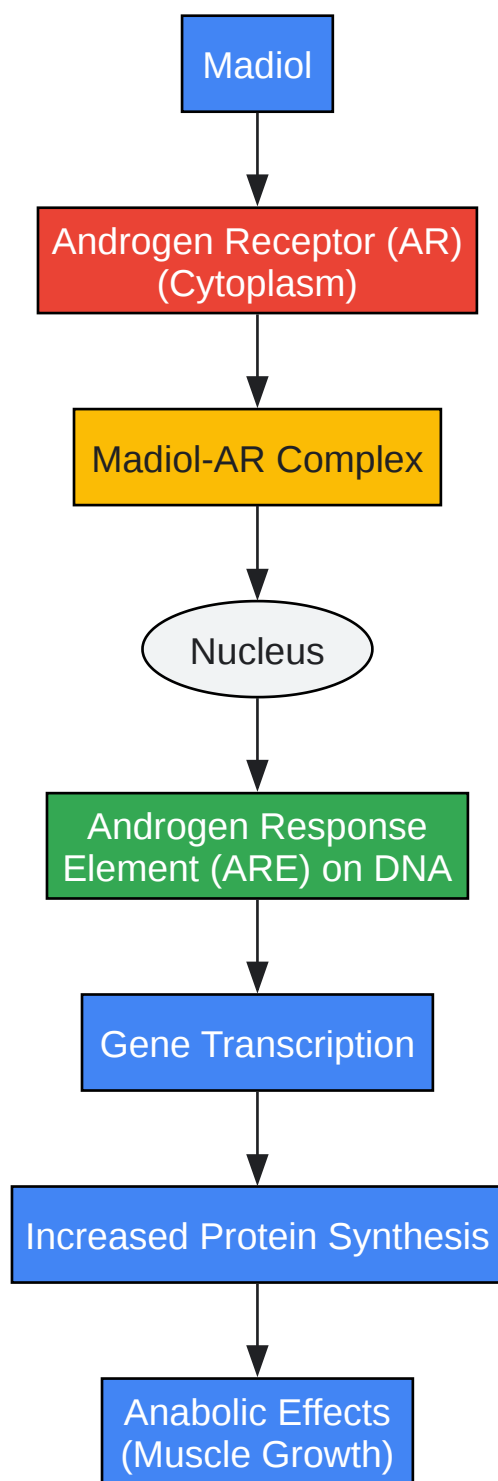 Madiol
Androgen Receptor (AR)
(Cytoplasm)
Madiol-AR Complex
Nucleus
Androgen Response
Element (ARE) on DNA
Gene Transcription
Increased Protein Synthesis
Anabolic Effects
(Muscle Growth)